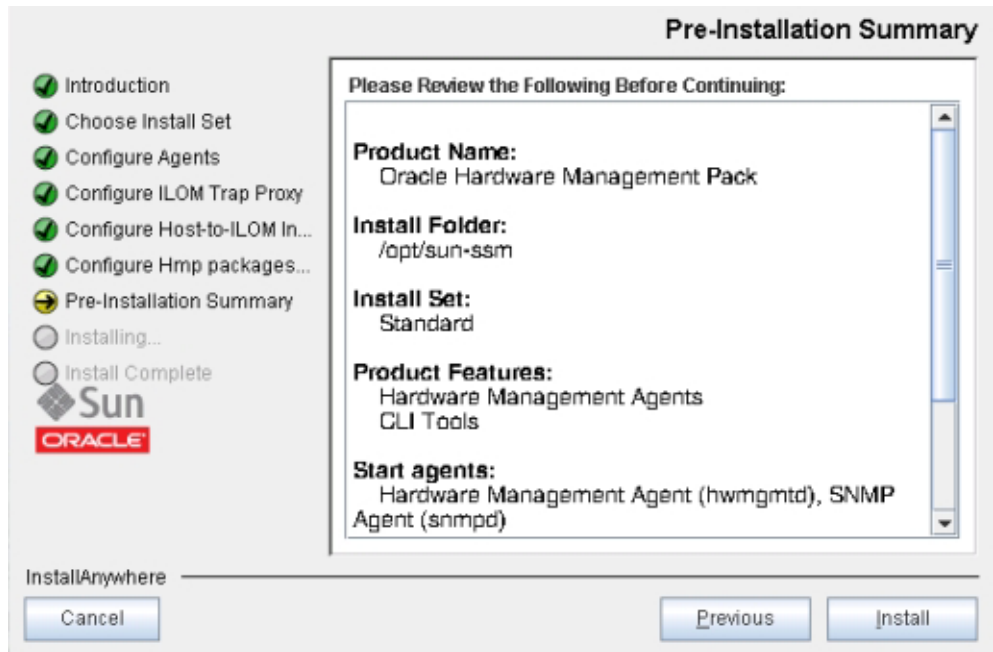 Pre-Installation Summary
Introduction
Choose Install Set
Configure Agents
Configure ILOM Trap Proxy
Configure Host-to-ILOM In...
Configure Hmp packages...
Pre-Installation Summary
Installing...
Install Complete
Sun
ORACLE
Please Review the Following Before Continuing:
Product Name:
Oracle Hardware Management Pack
Install Folder:
/opt/sun-ssm
Install Set:
Standard
Product Features:
Hardware Management Agents
CLI Tools
Start agents:
Hardware Management Agent (hwmgmtd), SNMP
Agent (snmpd)
InstallAnywhere
Cancel
Previous
Install